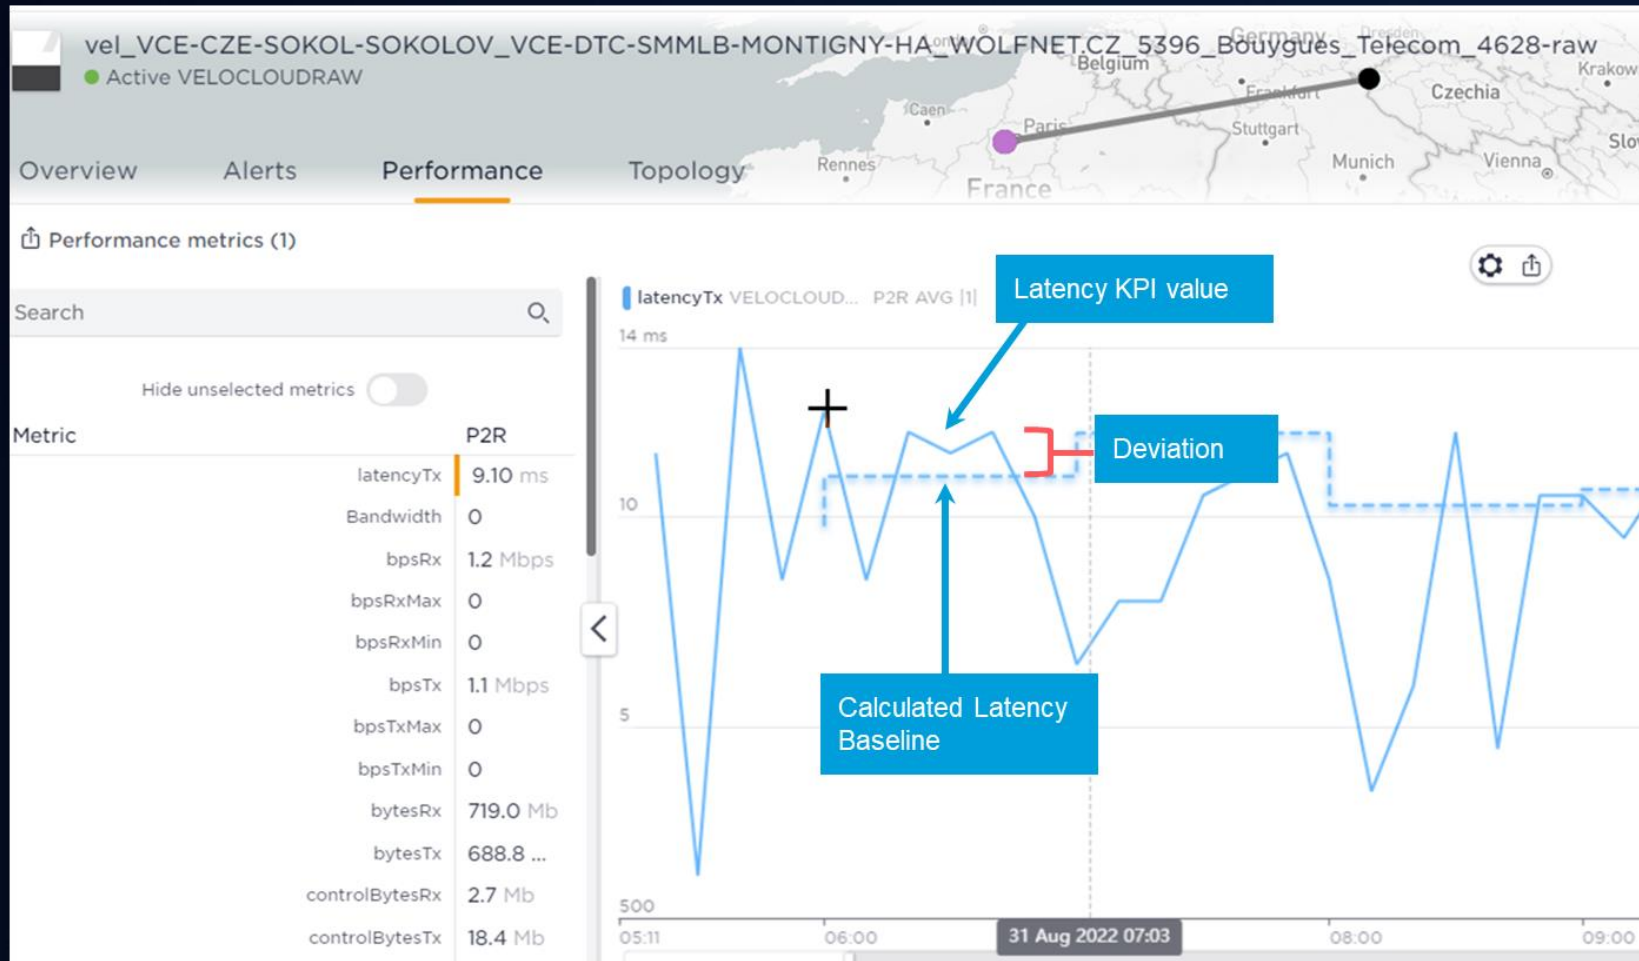 vel_VCE-CZE-SOKOL-SOKOLOV_VCE-DTC-SMMLB-MONTIGNY-HA_WOLFNET.CZ_5396_Bouygues_Telecom_4628-raw
Active VELOCLOUDRAW
Germany
Dresden
Belgium
Krakow
Frankfurt
Czechia
Caen
Paris
Stuttgart
Rennes
Munich
Vienna
France
Overview
Alerts
Performance
Topology
Performance metrics (1)
Search
Hide unselected metrics
Metric P2R
latencyTx 9.10 ms
Bandwidth 0
bpsRx 1.2 Mbps
bpsRxMax 0
bpsRxMin 0
bpsTx 1.1 Mbps
bpsTxMax 0
bpsTxMin 0
bytesRx 719.0 Mb
bytesTx 688.8 ...
controlBytesRx 2.7 Mb
controlBytesTx 18.4 Mb
latencyTx VELOCLOUD... P2R AVG |1|
Latency KPI value
14 ms
Deviation
10
Calculated Latency
Baseline
5
500
05:11
06:00
31 Aug 2022 07:03
08:00
09:00